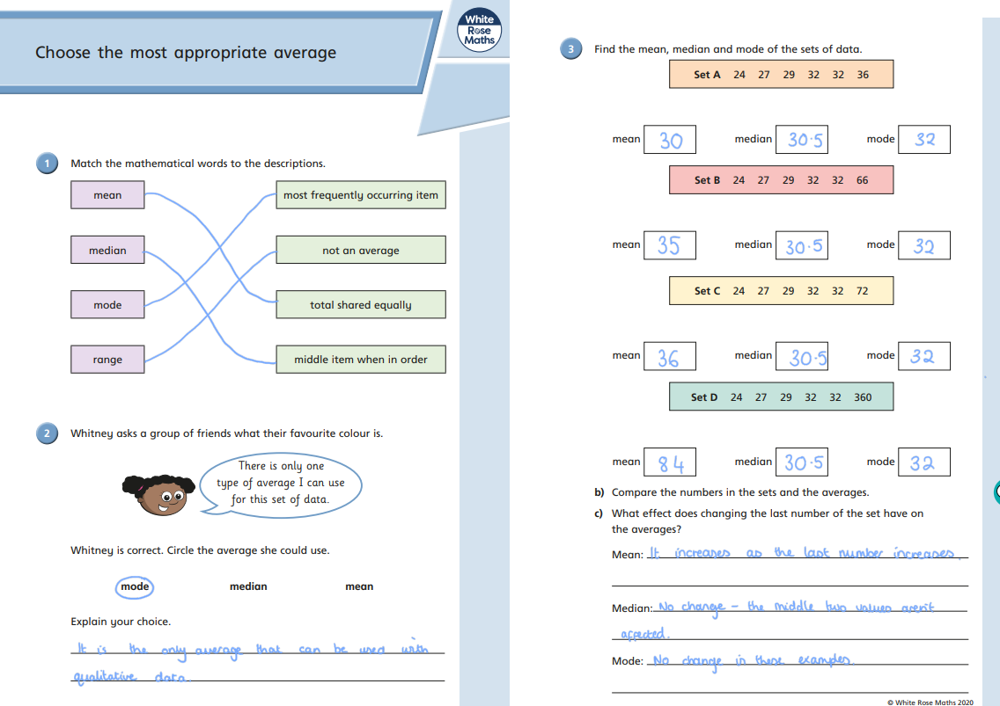 White
Rose
Maths
Choose the most appropriate average
1 Match the mathematical words to the descriptions.
mean most frequently occurring item
median not an average
mode total shared equally
range middle item when in order
2 Whitney asks a group of friends what their favourite colour is.
There is only one
type of average I can use
for this set of data.
Whitney is correct. Circle the average she could use.
mode median mean
Explain your choice.
It is the only average that can be used with
qualitative data.
3 Find the mean, median and mode of the sets of data.
Set A 24 27 29 32 32 36
mean 30 median 30.5 mode 32
Set B 24 27 29 32 32 66
mean 35 median 30.5 mode 32
Set C 24 27 29 32 32 72
mean 36 median 30.5 mode 32
Set D 24 27 29 32 32 360
mean 84 median 30.5 mode 32
b) Compare the numbers in the sets and the averages.
c) What effect does changing the last number of the set have on
the averages?
Mean: It increases as the last number increases.
Median: No change - the middle two values aren't
affected.
Mode: No change in these examples.
© White Rose Maths 2020